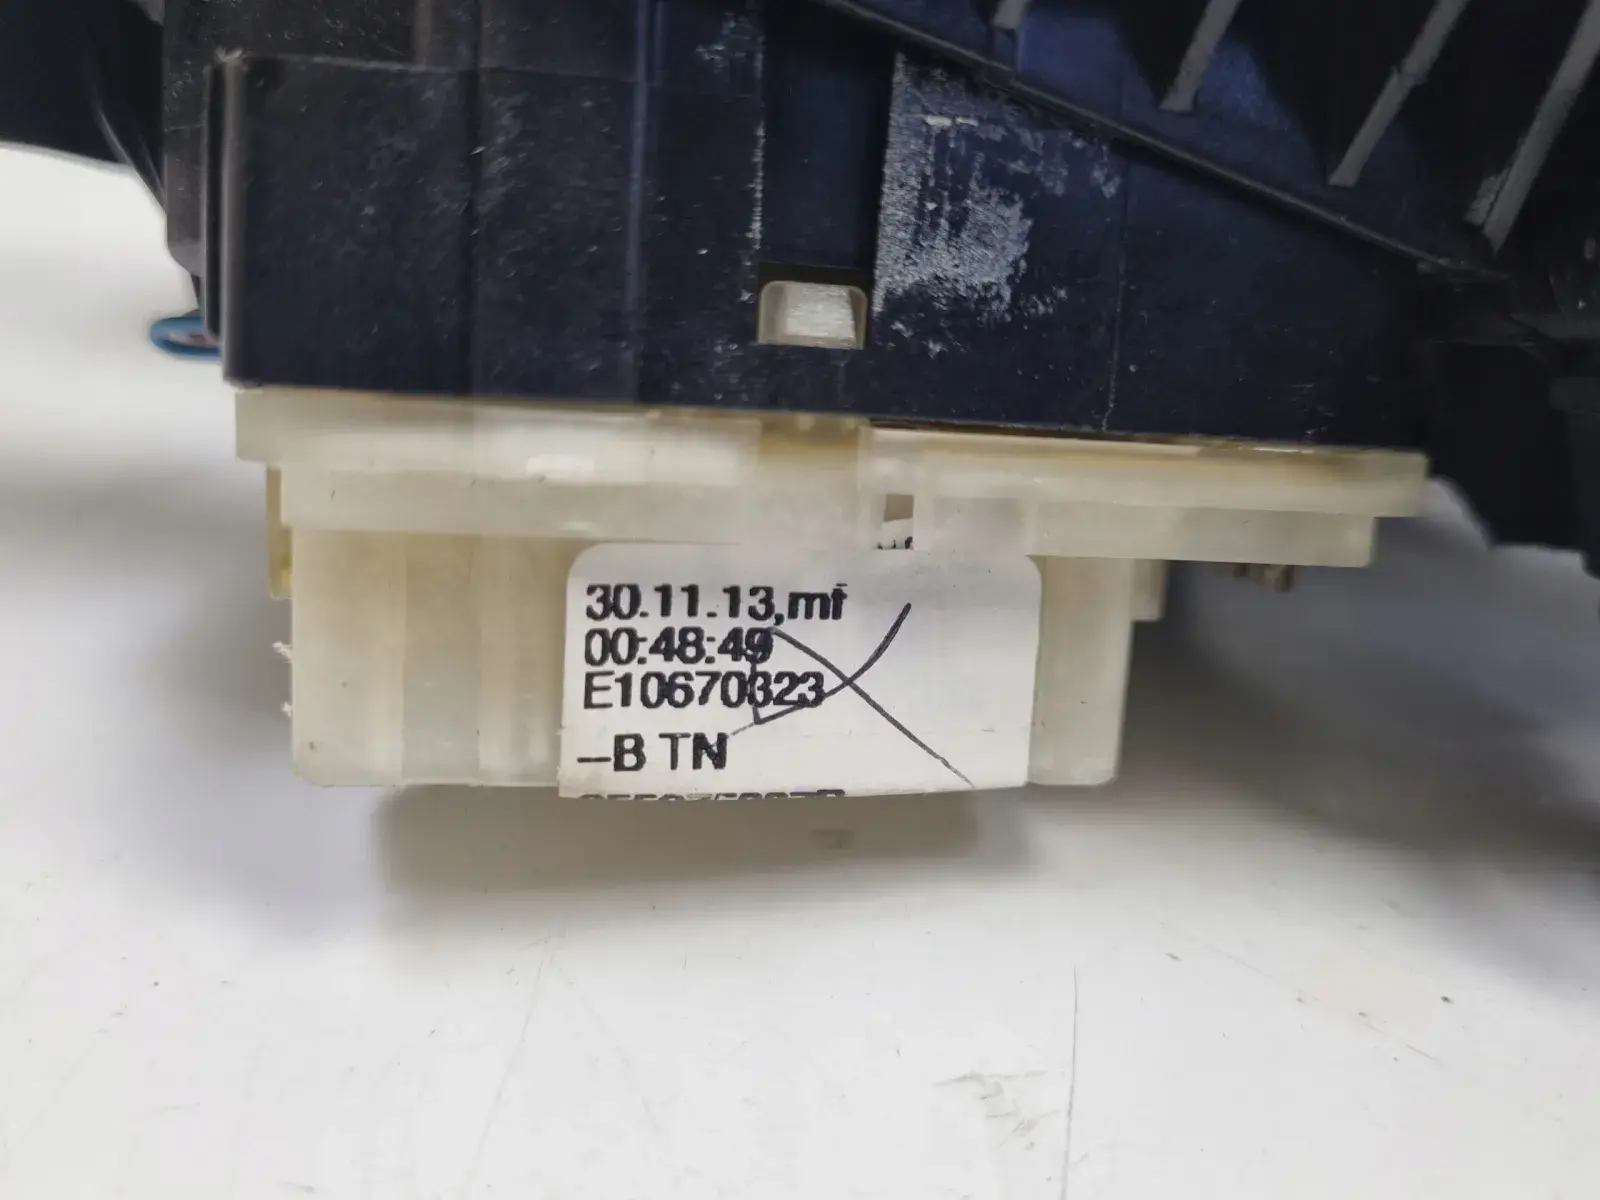 30.11.13,mf
00:48:49
E10670323
–B TN